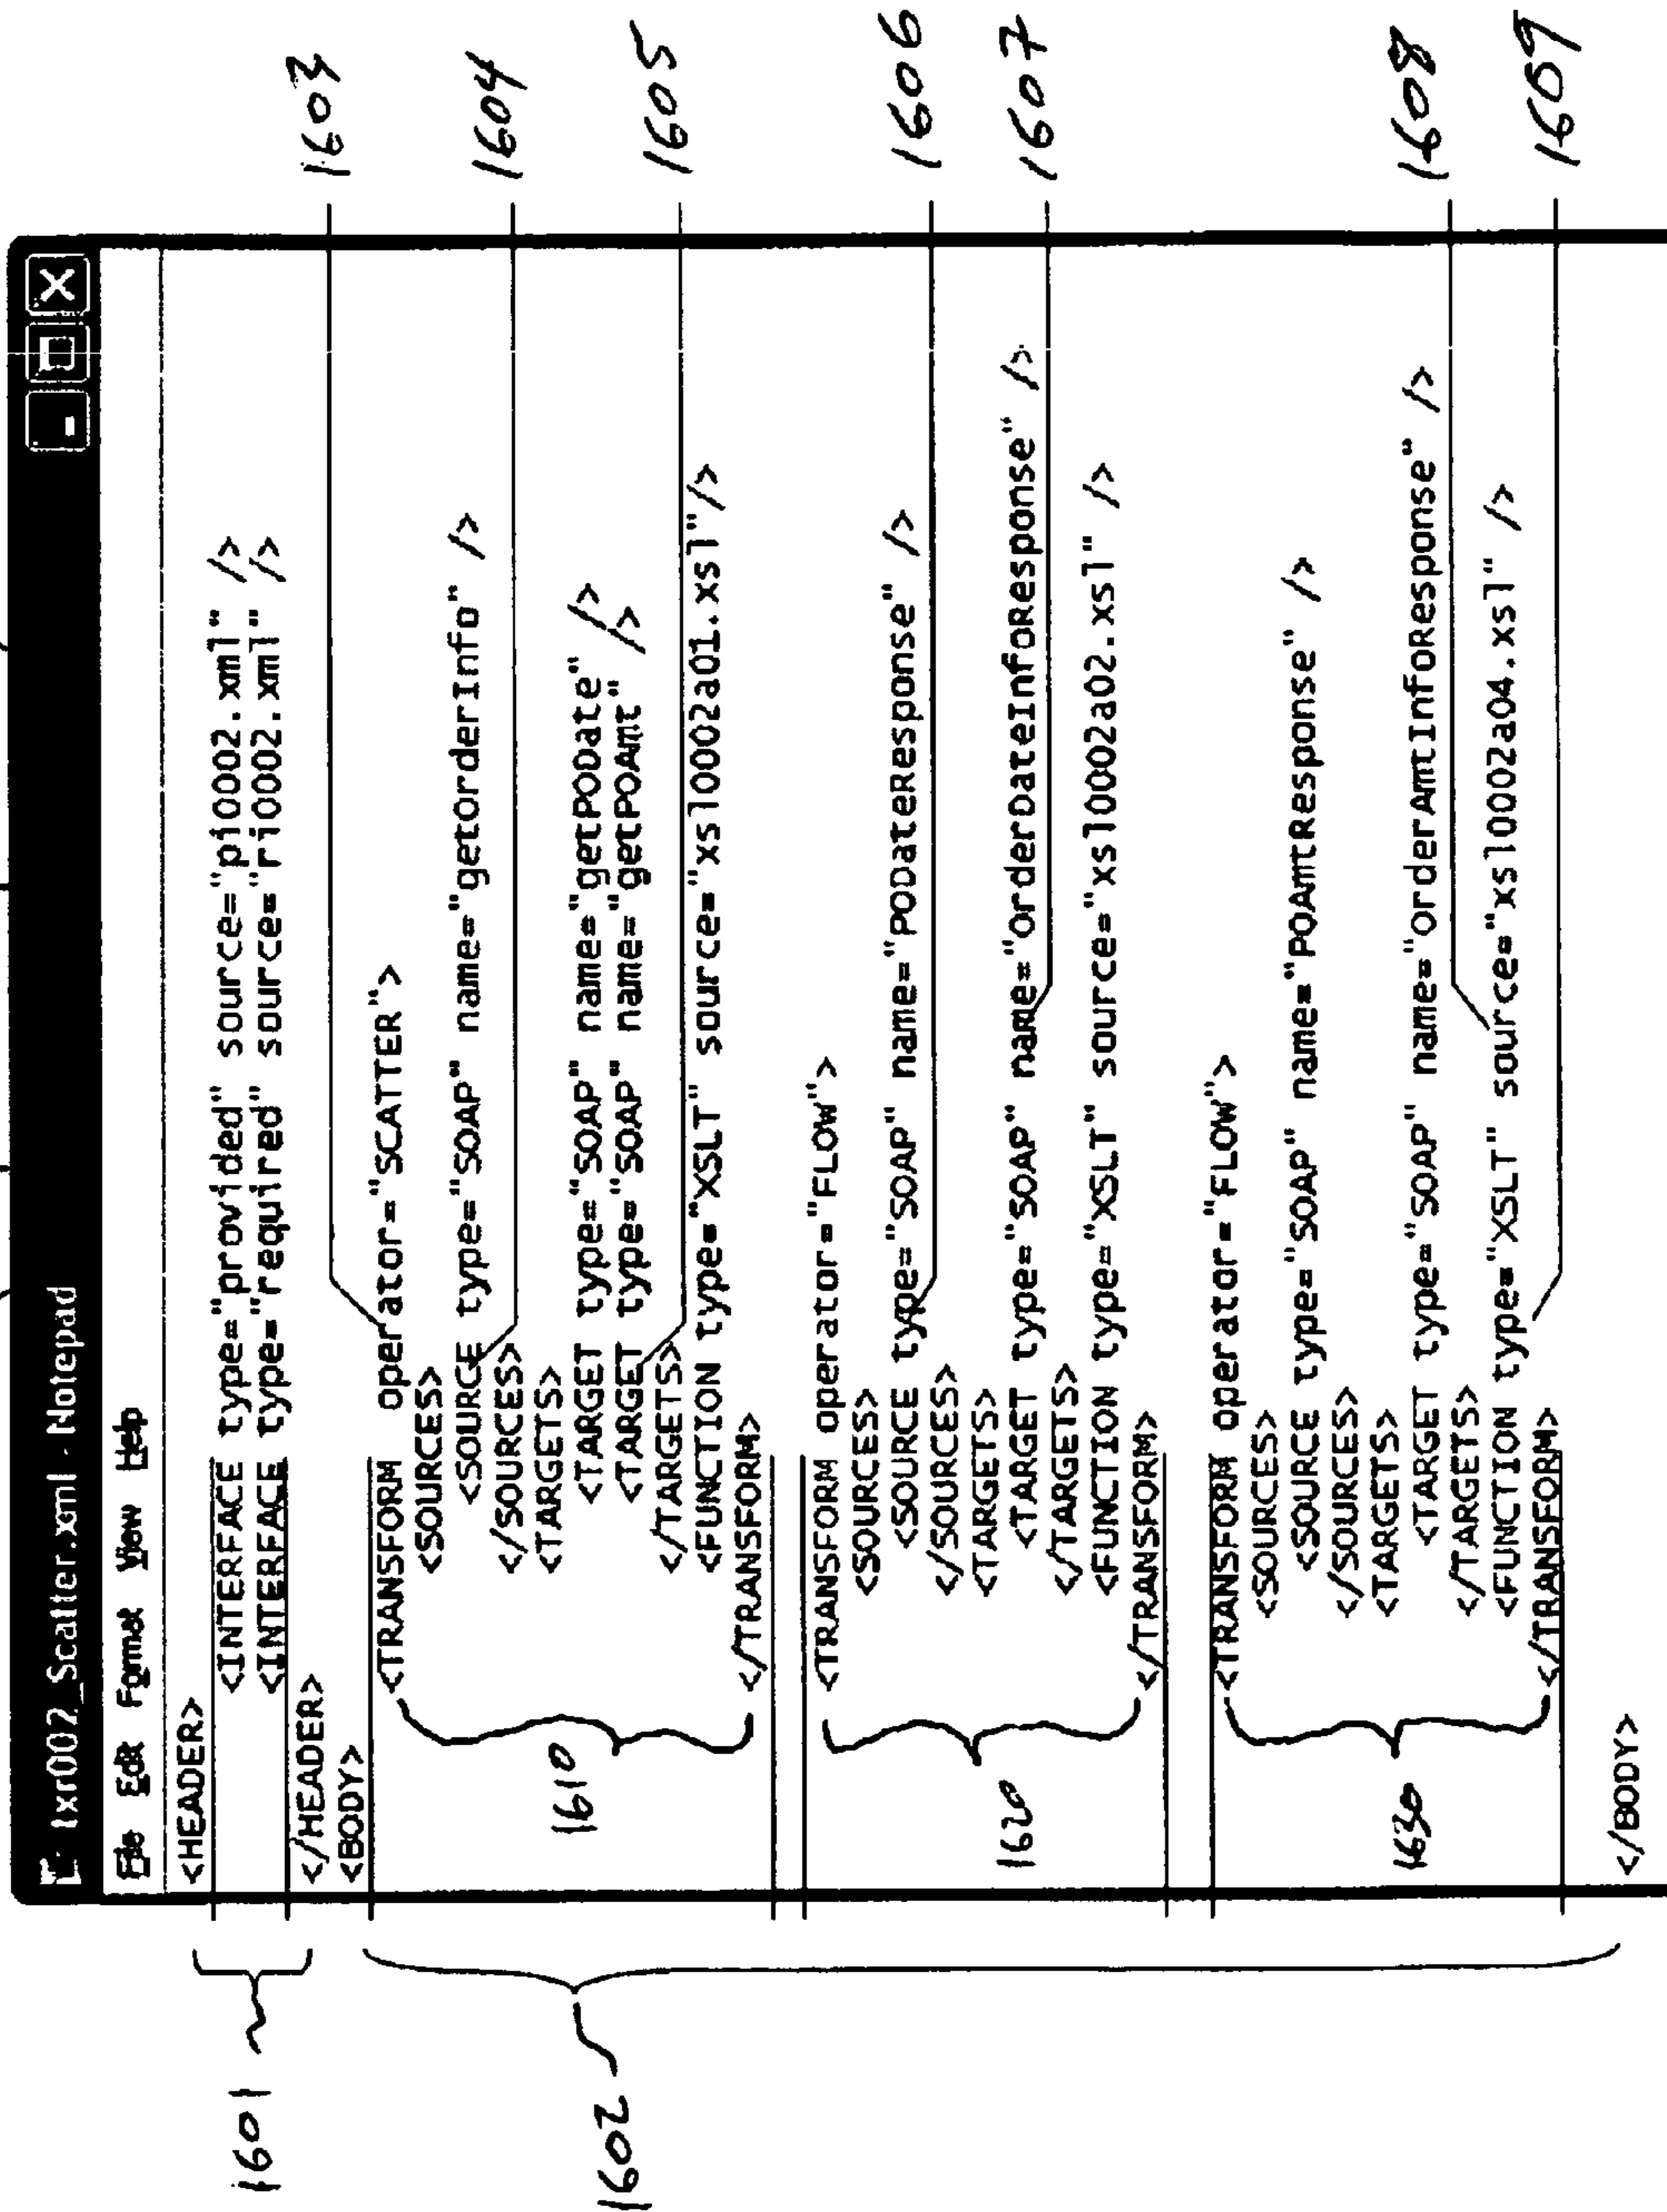 1xr002_Scatter.xml - Notepad
File Edit Format View Help
<HEADER>
<INTERFACE type="provided" source="pi0002.xml" />
<INTERFACE type="required" source="ri0002.xml" />
</HEADER>
<BODY>
<TRANSFORM operator="SCATTER">
<SOURCES>
<SOURCE type="SOAP" name="getOrderInfo" />
</SOURCES>
<TARGETS>
<TARGET type="SOAP" name="getPODate" />
<TARGET type="SOAP" name="getPOAmt" />
</TARGETS>
<FUNCTION type="XSLT" source="xsl0002a01.xsl"/>
</TRANSFORM>
<TRANSFORM operator="FLOW">
<SOURCES>
<SOURCE type="SOAP" name="PODateResponse" />
</SOURCES>
<TARGETS>
<TARGET type="SOAP" name="orderDateInfoResponse" />
</TARGETS>
<FUNCTION type="XSLT" source="xsl0002a02.xsl" />
</TRANSFORM>
<TRANSFORM operator="FLOW">
<SOURCES>
<SOURCE type="SOAP" name="POAmtResponse" />
</SOURCES>
<TARGETS>
<TARGET type="SOAP" name="orderAmtInfoResponse" />
</TARGETS>
<FUNCTION type="XSLT" source="xsl0002a04.xsl" />
</TRANSFORM>
</BODY>
1601
1602
1610
1620
1630
1603
1604
1605
1606
1607
1608
1609